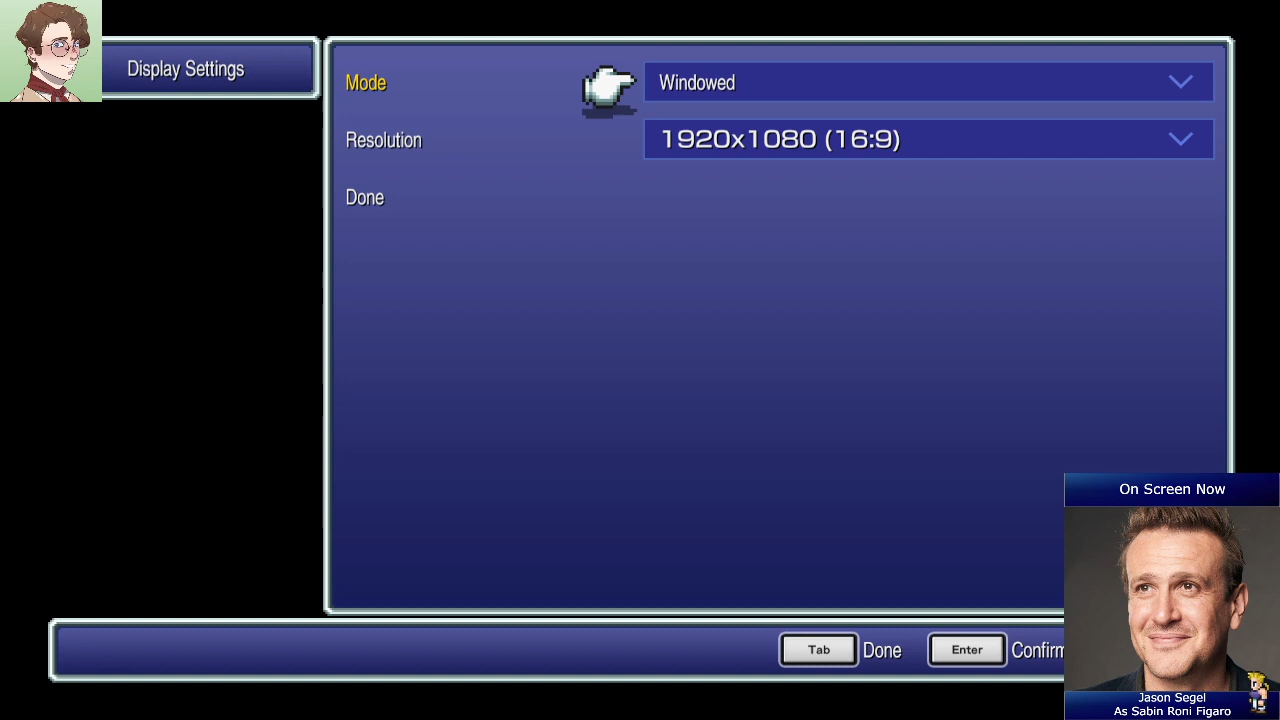 Display Settings
Mode
Windowed
Resolution
1920x1080 (16:9)
Done
On Screen Now
Tab
Done
Enter
Jason Segel
As Sabin Roni Figaro